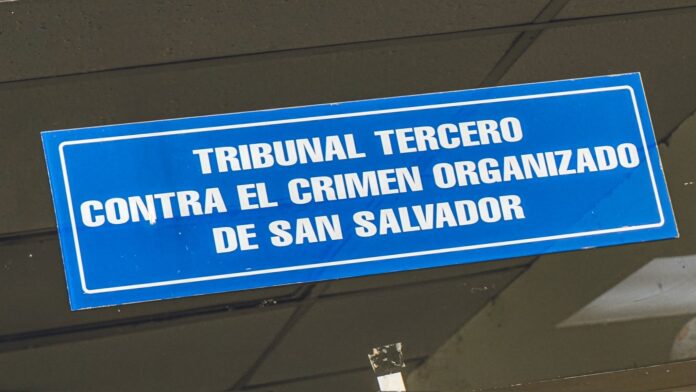 TRIBUNAL TERCERO
CONTRA EL CRIMEN ORGANIZADO
DE SAN SALVADOR